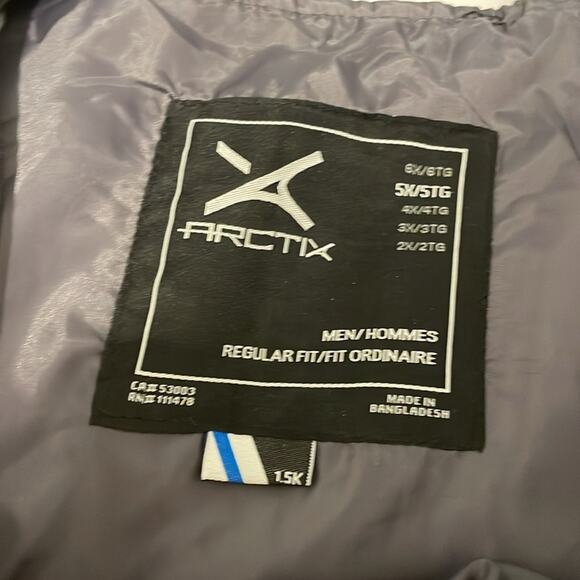 ARCTIX
6X/6TG
5X/5TG
4X/4TG
3X/3TG
2X/2TG
MEN/HOMMES
REGULAR FIT/FIT ORDINAIRE
CA# 53003
RN# 111478
MADE IN
BANGLADESH
1.5K